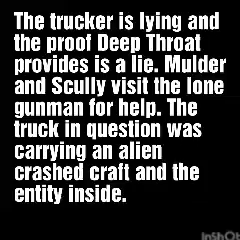 The trucker is lying and
the proof Deep Throat
provides is a lie. Mulder
and Scully visit the lone
gunman for help. The
truck in question was
carrying an alien
crashed craft and the
entity inside.